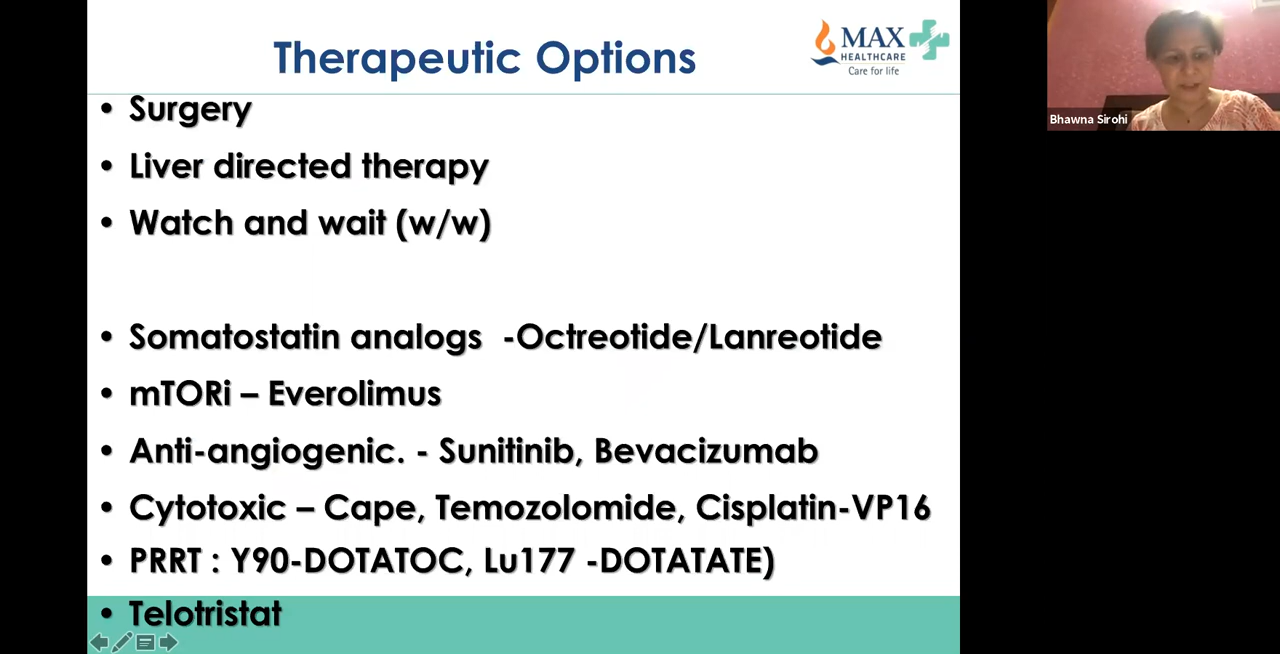 Therapeutic Options
MAX
HEALTHCARE
Care for life
• Surgery
• Liver directed therapy
• Watch and wait (w/w)
• Somatostatin analogs -Octreotide/Lanreotide
• mTORi – Everolimus
• Anti-angiogenic. - Sunitinib, Bevacizumab
• Cytotoxic – Cape, Temozolomide, Cisplatin-VP16
• PRRT : Y90-DOTATOC, Lu177 -DOTATATE)
• Telotristat
Bhawna Sirohi